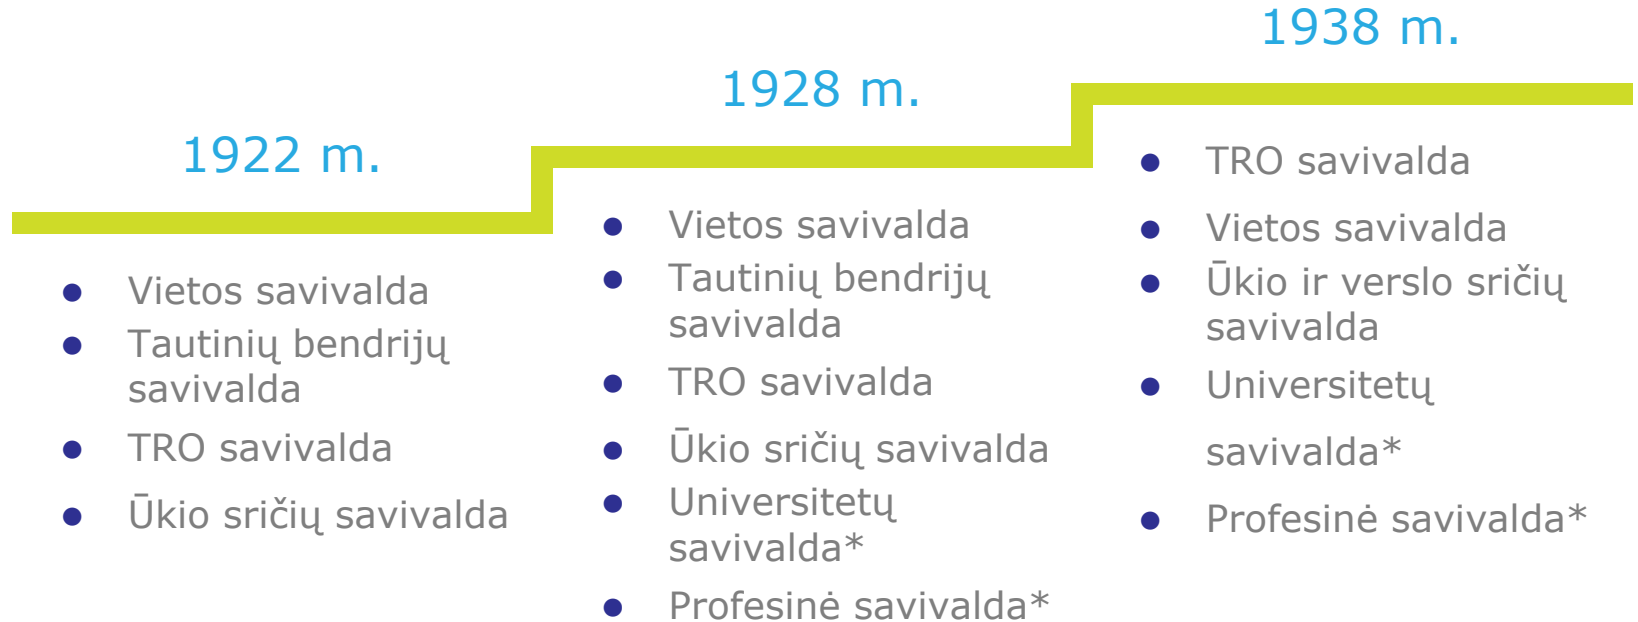 1922 m.
Vietos savivalda
Tautinių bendrijų
savivalda
TRO savivalda
Ūkio sričių savivalda
1928 m.
Vietos savivalda
Tautinių bendrijų
savivalda
TRO savivalda
Ūkio sričių savivalda
Universitetų
savivalda*
Profesinė savivalda*
1938 m.
TRO savivalda
Vietos savivalda
Ūkio ir verslo sričių
savivalda
Universitetų
savivalda*
Profesinė savivalda*